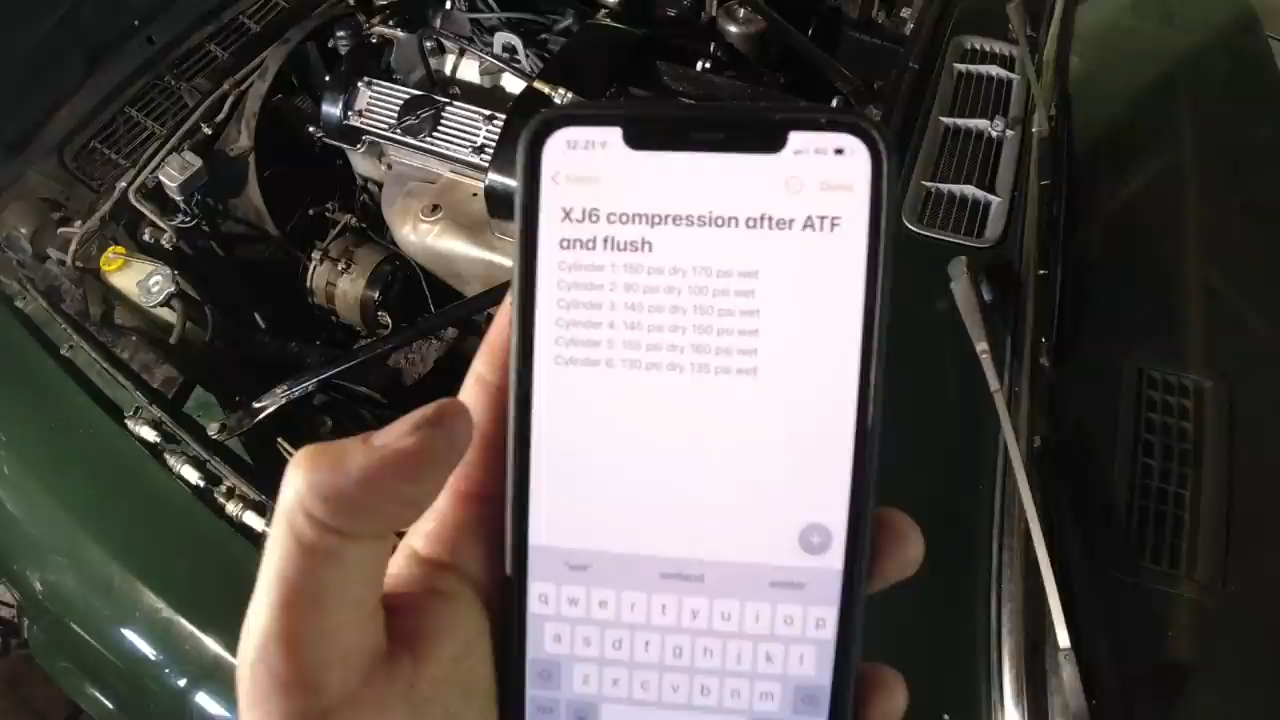 12:21
Done
XJ6 compression after ATF
and flush
Cylinder 1: 150 psi dry 170 psi wet
Cylinder 2: 90 psi dry 100 psi wet
Cylinder 3: 145 psi dry 150 psi wet
Cylinder 4: 145 psi dry 150 psi wet
Cylinder 5: 155 psi dry 160 psi wet
Cylinder 6: 130 psi dry 135 psi wet
q w e r t y u i o p
a s d f g h j k l
z x c v b n m